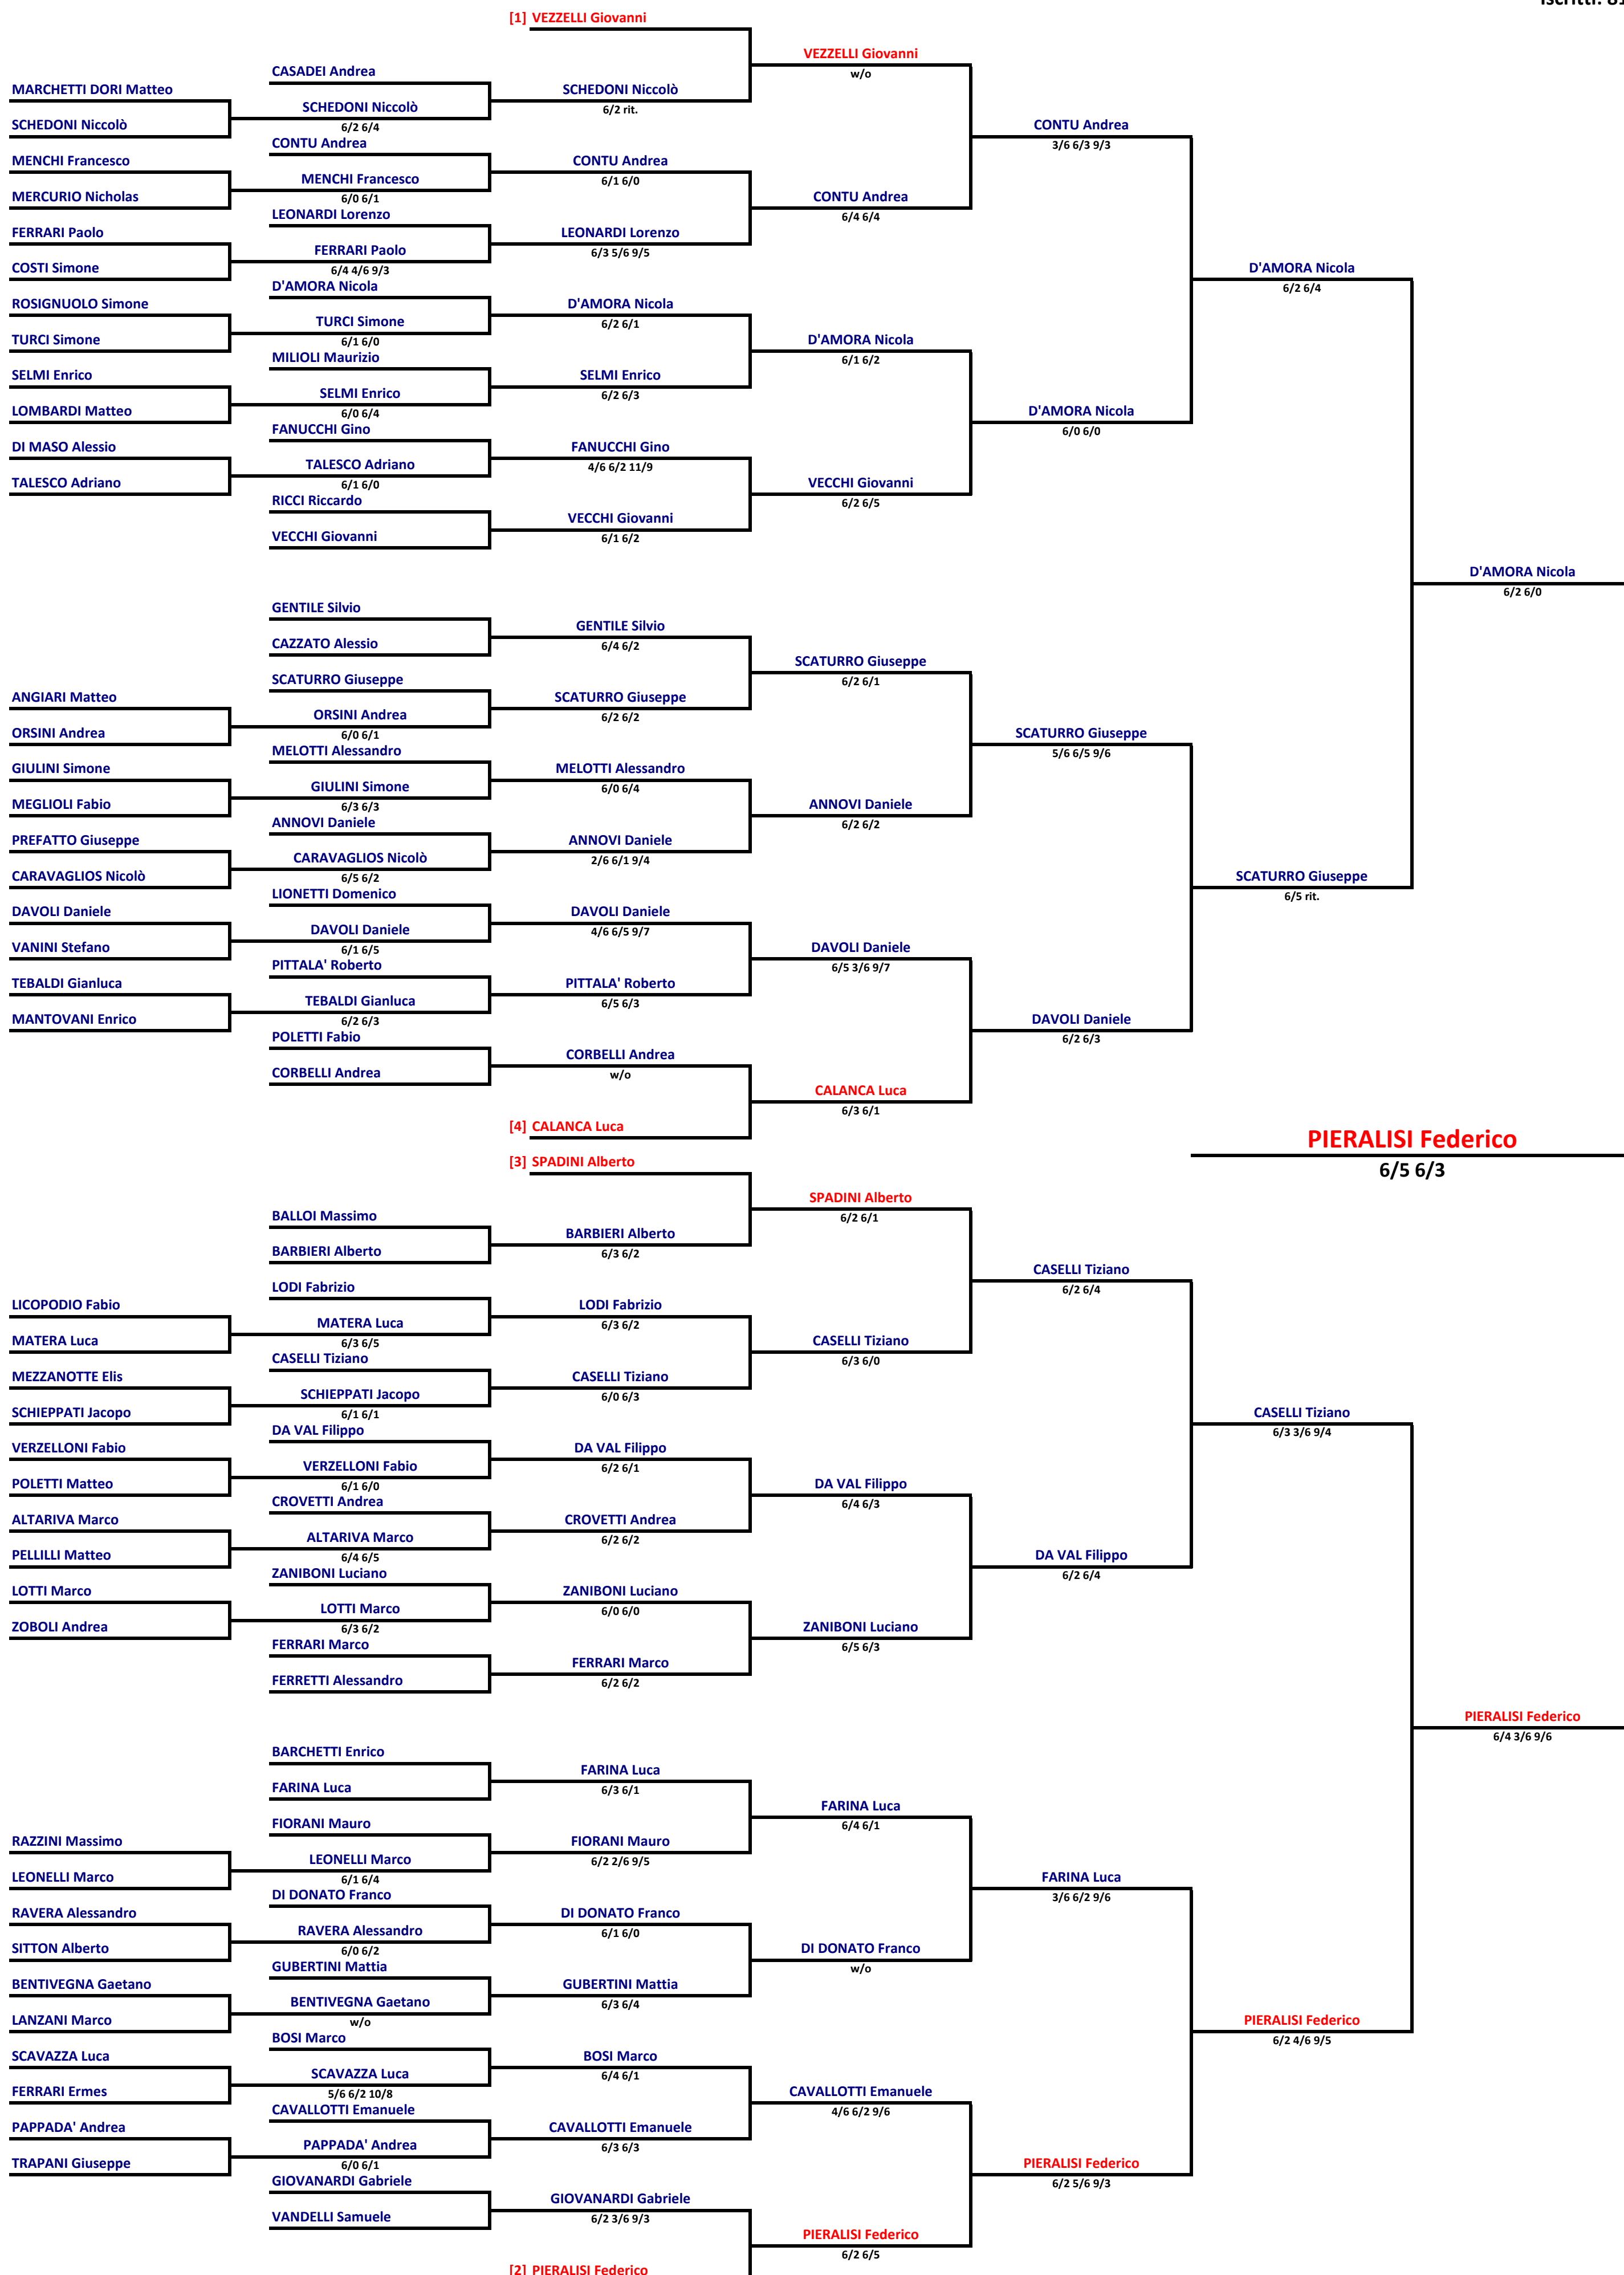 Iscritti: 81
[1] VEZZELLI Giovanni
VEZZELLI Giovanni
w/o
CASADEI Andrea
MARCHETTI DORI Matteo
SCHEDONI Niccolò
6/2 rit.
SCHEDONI Niccolò
6/2 6/4
SCHEDONI Niccolò
CONTU Andrea
3/6 6/3 9/3
CONTU Andrea
MENCHI Francesco
CONTU Andrea
6/1 6/0
MENCHI Francesco
6/0 6/1
MERCURIO Nicholas
CONTU Andrea
6/4 6/4
LEONARDI Lorenzo
FERRARI Paolo
LEONARDI Lorenzo
6/3 5/6 9/5
FERRARI Paolo
6/4 4/6 9/3
COSTI Simone
D'AMORA Nicola
6/2 6/4
D'AMORA Nicola
ROSIGNUOLO Simone
D'AMORA Nicola
6/2 6/1
TURCI Simone
6/1 6/0
TURCI Simone
D'AMORA Nicola
6/1 6/2
MILIOLI Maurizio
SELMI Enrico
SELMI Enrico
6/2 6/3
SELMI Enrico
6/0 6/4
LOMBARDI Matteo
D'AMORA Nicola
6/0 6/0
FANUCCHI Gino
DI MASO Alessio
FANUCCHI Gino
4/6 6/2 11/9
TALESCO Adriano
6/1 6/0
TALESCO Adriano
VECCHI Giovanni
6/2 6/5
RICCI Riccardo
VECCHI Giovanni
6/1 6/2
VECCHI Giovanni
D'AMORA Nicola
6/2 6/0
GENTILE Silvio
GENTILE Silvio
6/4 6/2
CAZZATO Alessio
SCATURRO Giuseppe
6/2 6/1
SCATURRO Giuseppe
ANGIARI Matteo
SCATURRO Giuseppe
6/2 6/2
ORSINI Andrea
6/0 6/1
ORSINI Andrea
SCATURRO Giuseppe
5/6 6/5 9/6
MELOTTI Alessandro
GIULINI Simone
MELOTTI Alessandro
6/0 6/4
GIULINI Simone
6/3 6/3
MEGLIOLI Fabio
ANNOVI Daniele
6/2 6/2
ANNOVI Daniele
PREFATTO Giuseppe
ANNOVI Daniele
2/6 6/1 9/4
CARAVAGLIOS Nicolò
6/5 6/2
CARAVAGLIOS Nicolò
SCATURRO Giuseppe
6/5 rit.
LIONETTI Domenico
DAVOLI Daniele
DAVOLI Daniele
4/6 6/5 9/7
DAVOLI Daniele
6/1 6/5
VANINI Stefano
DAVOLI Daniele
6/5 3/6 9/7
PITTALA' Roberto
TEBALDI Gianluca
PITTALA' Roberto
6/5 6/3
TEBALDI Gianluca
6/2 6/3
MANTOVANI Enrico
DAVOLI Daniele
6/2 6/3
POLETTI Fabio
CORBELLI Andrea
w/o
CORBELLI Andrea
CALANCA Luca
6/3 6/1
[4] CALANCA Luca
PIERALISI Federico
6/5 6/3
[3] SPADINI Alberto
SPADINI Alberto
6/2 6/1
BALLOI Massimo
BARBIERI Alberto
6/3 6/2
BARBIERI Alberto
CASELLI Tiziano
6/2 6/4
LODI Fabrizio
LICOPODIO Fabio
LODI Fabrizio
6/3 6/2
MATERA Luca
6/3 6/5
MATERA Luca
CASELLI Tiziano
6/3 6/0
CASELLI Tiziano
MEZZANOTTE Elis
CASELLI Tiziano
6/0 6/3
SCHIEPPATI Jacopo
6/1 6/1
SCHIEPPATI Jacopo
CASELLI Tiziano
6/3 3/6 9/4
DA VAL Filippo
VERZELLONI Fabio
DA VAL Filippo
6/2 6/1
VERZELLONI Fabio
6/1 6/0
POLETTI Matteo
DA VAL Filippo
6/4 6/3
CROVETTI Andrea
ALTARIVA Marco
CROVETTI Andrea
6/2 6/2
ALTARIVA Marco
6/4 6/5
PELLILLI Matteo
DA VAL Filippo
6/2 6/4
ZANIBONI Luciano
LOTTI Marco
ZANIBONI Luciano
6/0 6/0
LOTTI Marco
6/3 6/2
ZOBOLI Andrea
ZANIBONI Luciano
6/5 6/3
FERRARI Marco
FERRARI Marco
6/2 6/2
FERRETTI Alessandro
PIERALISI Federico
6/4 3/6 9/6
BARCHETTI Enrico
FARINA Luca
6/3 6/1
FARINA Luca
FARINA Luca
6/4 6/1
FIORANI Mauro
RAZZINI Massimo
FIORANI Mauro
6/2 2/6 9/5
LEONELLI Marco
6/1 6/4
LEONELLI Marco
FARINA Luca
3/6 6/2 9/6
DI DONATO Franco
RAVERA Alessandro
DI DONATO Franco
6/1 6/0
RAVERA Alessandro
6/0 6/2
SITTON Alberto
DI DONATO Franco
w/o
GUBERTINI Mattia
BENTIVEGNA Gaetano
GUBERTINI Mattia
6/3 6/4
BENTIVEGNA Gaetano
w/o
LANZANI Marco
PIERALISI Federico
6/2 4/6 9/5
BOSI Marco
SCAVAZZA Luca
BOSI Marco
6/4 6/1
SCAVAZZA Luca
5/6 6/2 10/8
FERRARI Ermes
CAVALLOTTI Emanuele
4/6 6/2 9/6
CAVALLOTTI Emanuele
PAPPADA' Andrea
CAVALLOTTI Emanuele
6/3 6/3
PAPPADA' Andrea
6/0 6/1
TRAPANI Giuseppe
PIERALISI Federico
6/2 5/6 9/3
GIOVANARDI Gabriele
GIOVANARDI Gabriele
6/2 3/6 9/3
VANDELLI Samuele
PIERALISI Federico
6/2 6/5
[2] PIERALISI Federico